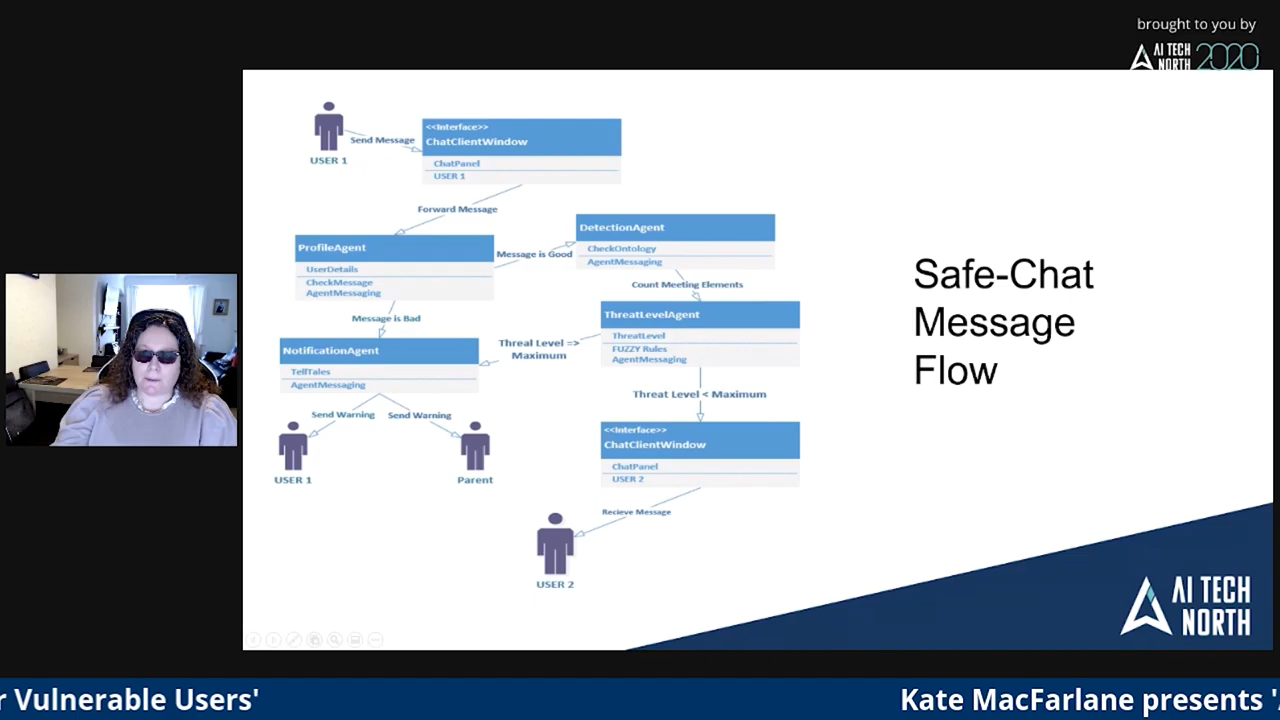 brought to you by
AI TECH
NORTH 2020
Send Message
USER 1
<<Interface>>
ChatClientWindow
ChatPanel
USER 1
Forward Message
ProfileAgent
UserDetails
CheckMessage
AgentMessaging
Message is Good
DetectionAgent
CheckOntology
AgentMessaging
Count Meeting Elements
Message is Bad
ThreatLevelAgent
ThreatLevel
FUZZY Rules
AgentMessaging
Threal Level =>
Maximum
NotificationAgent
TellTales
AgentMessaging
Send Warning
Send Warning
USER 1
Parent
Threat Level < Maximum
<<Interface>>
ChatClientWindow
ChatPanel
USER 2
Recieve Message
USER 2
Safe-Chat
Message
Flow
AI TECH
NORTH
r Vulnerable Users'
Kate MacFarlane presents '